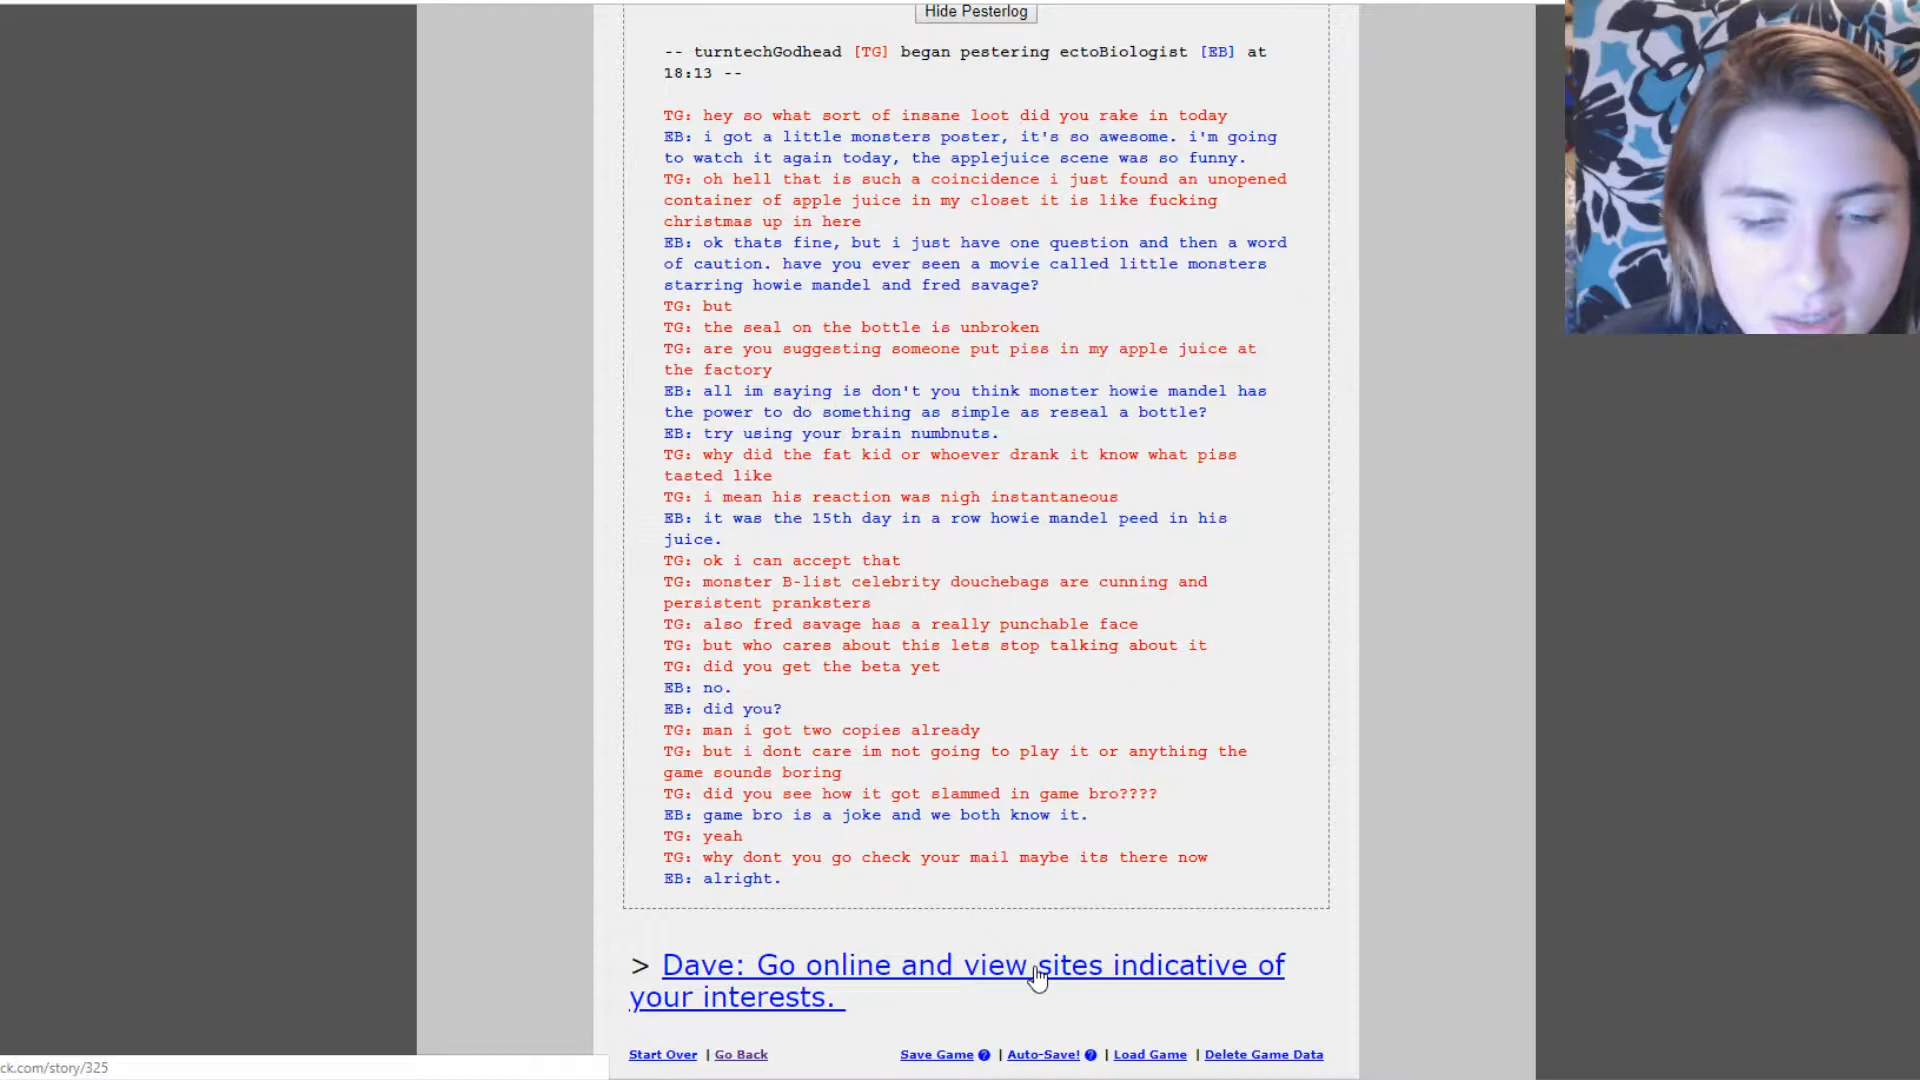 Hide Pesterlog
-- turntechGodhead [TG] began pestering ectoBiologist [EB] at
18:13 --
TG: hey so what sort of insane loot did you rake in today
EB: i got a little monsters poster, it's so awesome. i'm going
to watch it again today, the applejuice scene was so funny.
TG: oh hell that is such a coincidence i just found an unopened
container of apple juice in my closet it is like fucking
christmas up in here
EB: ok thats fine, but i just have one question and then a word
of caution. have you ever seen a movie called little monsters
starring howie mandel and fred savage?
TG: but
TG: the seal on the bottle is unbroken
TG: are you suggesting someone put piss in my apple juice at
the factory
EB: all im saying is don't you think monster howie mandel has
the power to do something as simple as reseal a bottle?
EB: try using your brain numbnuts.
TG: why did the fat kid or whoever drank it know what piss
tasted like
TG: i mean his reaction was nigh instantaneous
EB: it was the 15th day in a row howie mandel peed in his
juice.
TG: ok i can accept that
TG: monster B-list celebrity douchebags are cunning and
persistent pranksters
TG: also fred savage has a really punchable face
TG: but who cares about this lets stop talking about it
TG: did you get the beta yet
EB: no.
EB: did you?
TG: man i got two copies already
TG: but i dont care im not going to play it or anything the
game sounds boring
TG: did you see how it got slammed in game bro????
EB: game bro is a joke and we both know it.
TG: yeah
TG: why dont you go check your mail maybe its there now
EB: alright.
> Dave: Go online and view sites indicative of
your interests.
Start Over | Go Back Save Game ? | Auto-Save! ? | Load Game | Delete Game Data
ck.com/story/325